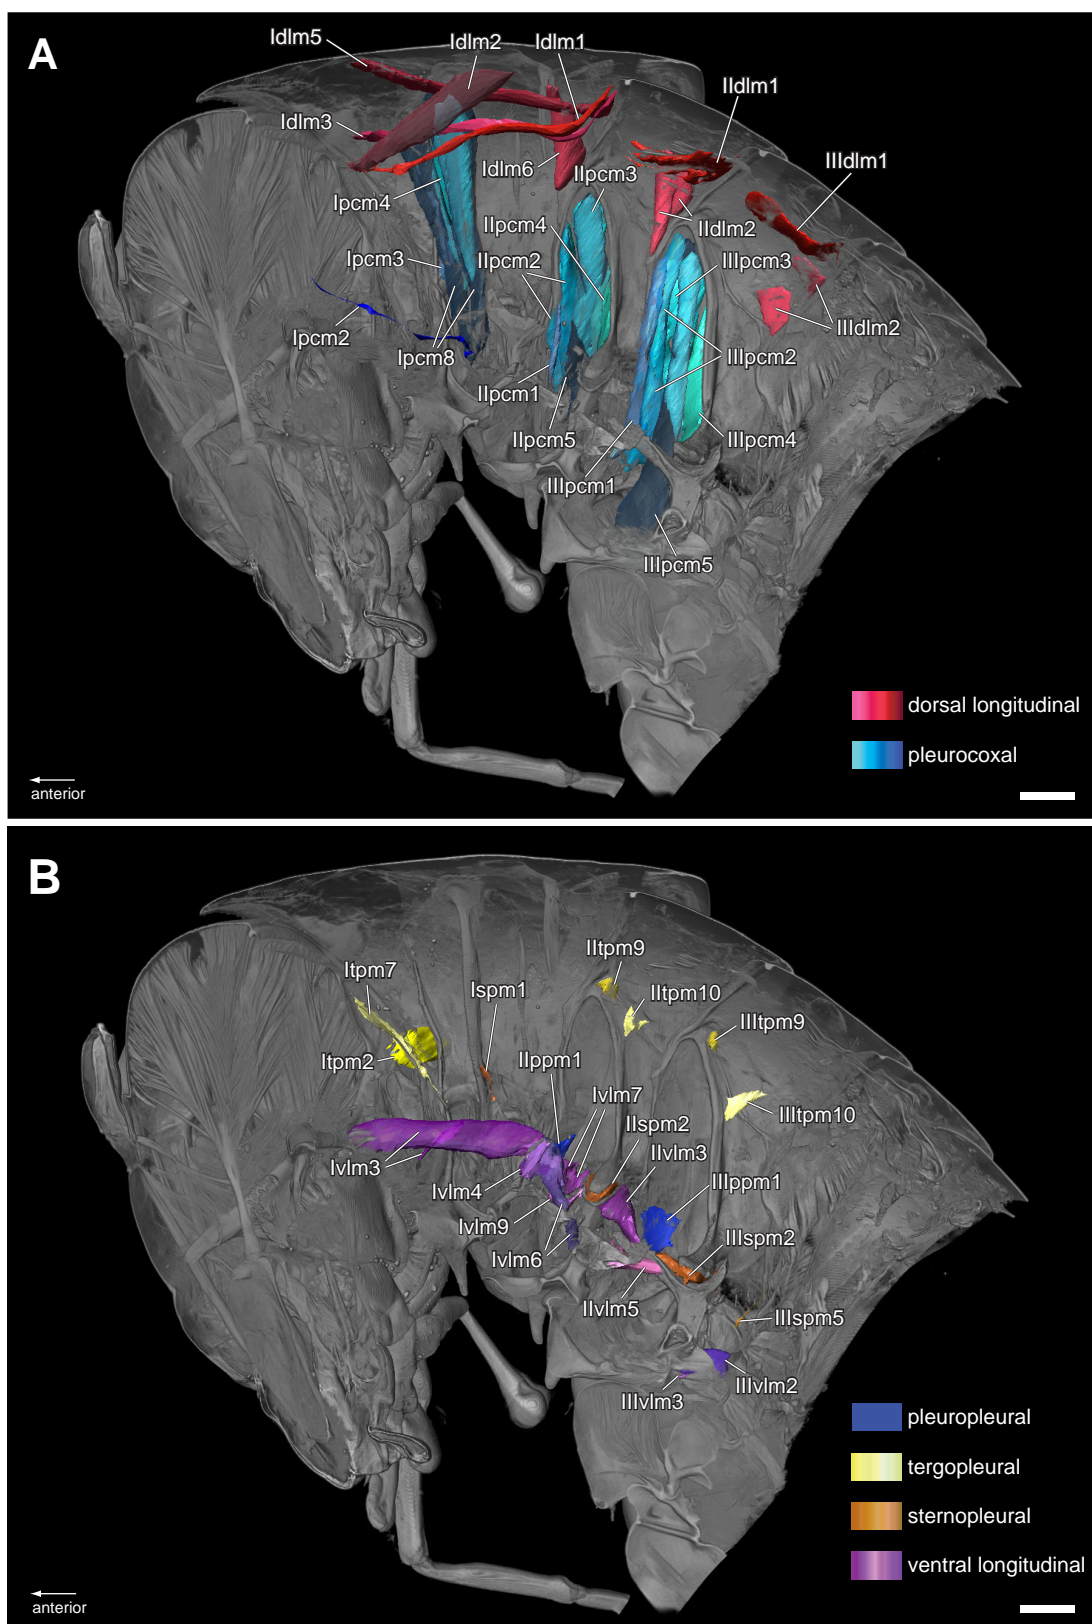 A
Idlm5
Idlm2
Idlm1
IIdlm1
Idlm3
Idlm6
IIpcm3
IIIdlm1
Ipcm4
IIpcm4
IIdlm2
Ipcm3
IIpcm2
IIIpcm3
Ipcm2
IIIdlm2
Ipcm8
IIIpcm2
IIpcm1
IIpcm5
IIIpcm4
IIIpcm1
IIIpcm5
dorsal longitudinal
pleurocoxal
anterior
B
IItpm9
Itpm7
Ispm1
IItpm10
IIItpm9
Itpm2
IIppm1
Ivlm7
IIItpm10
IIspm2
IIvlm3
Ivlm3
Ivlm4
IIIppm1
Ivlm9
IIIspm2
Ivlm6
IIvlm5
IIIspm5
IIIvlm2
IIIvlm3
pleuropleural
tergopleural
sternopleural
ventral longitudinal
anterior